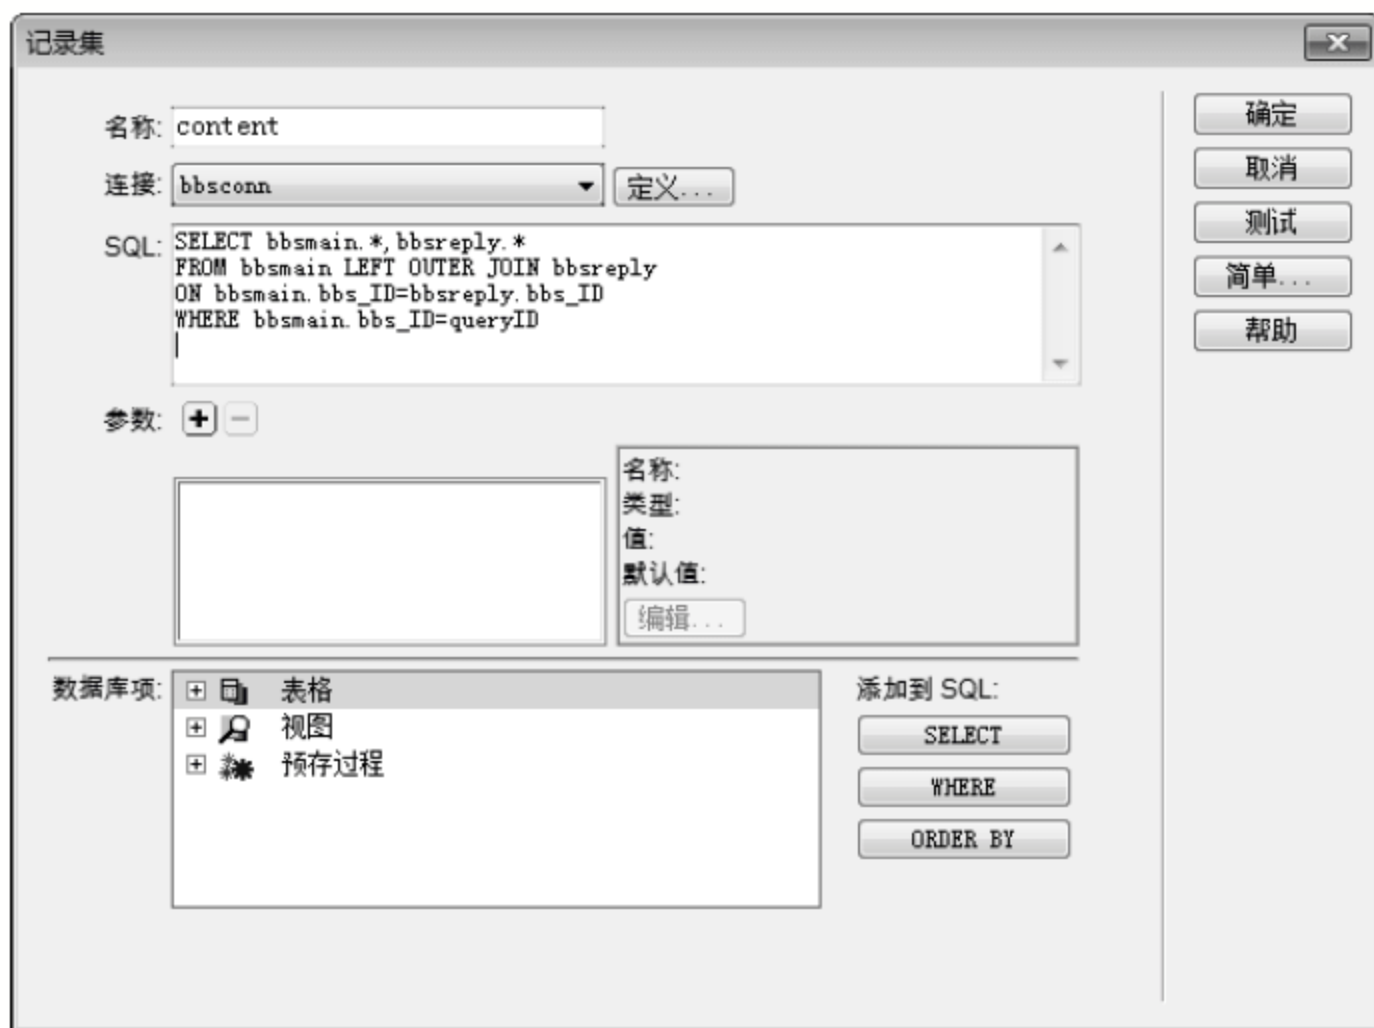 记录集
名称: content
确定
连接: bbsconn 定义...
取消
SQL: SELECT bbsmain.*,bbsreply.*
FROM bbsmain LEFT OUTER JOIN bbsreply
ON bbsmain.bbs_ID=bbsreply.bbs_ID
WHERE bbsmain.bbs_ID=queryID
测试
简单...
帮助
参数:
名称:
类型:
值:
默认值:
编辑...
数据库项: 表格
视图
预存过程
添加到 SQL:
SELECT
WHERE
ORDER BY